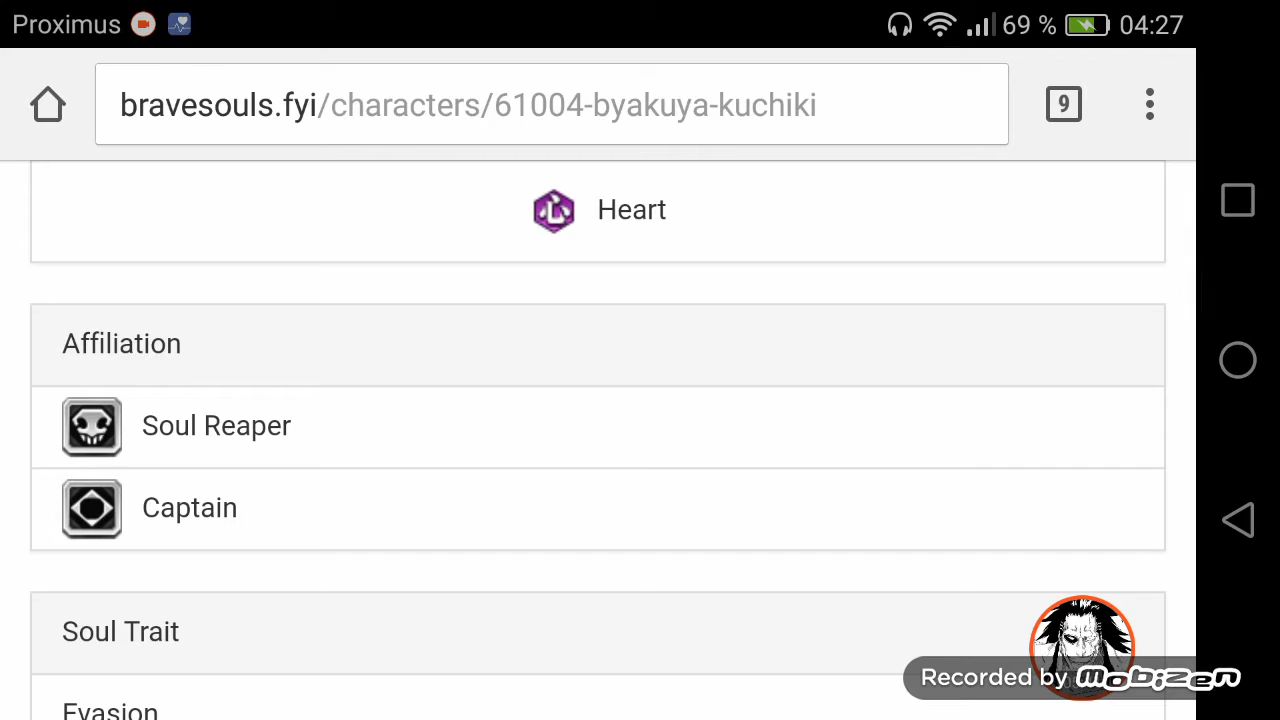 Proximus 69 % 04:27
bravesouls.fyi/characters/61004-byakuya-kuchiki 9
心 Heart
Affiliation
Soul Reaper
Captain
Soul Trait
Recorded by mobizen
Evasion